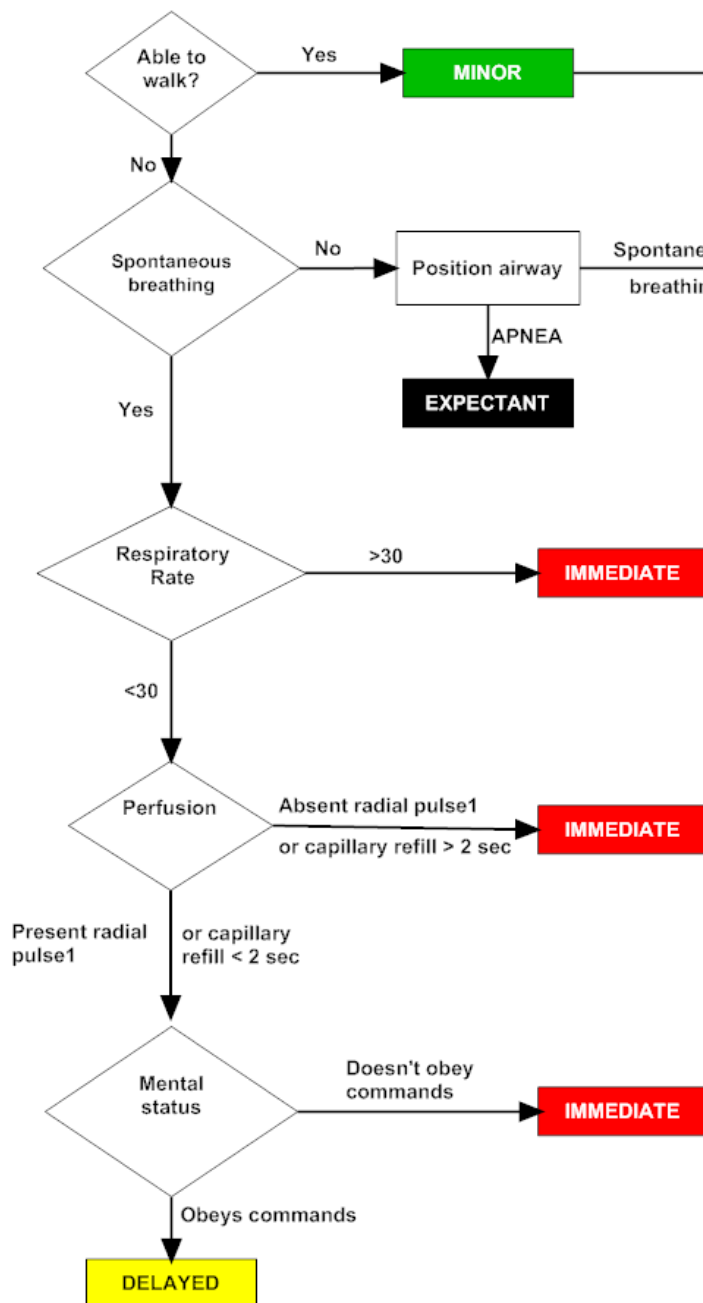 Able to
walk?
Yes
MINOR
No
Spontaneous
breathing
No
Position airway
APNEA
EXPECTANT
Yes
Respiratory
Rate
>30
IMMEDIATE
<30
Perfusion
Absent radial pulse1
or capillary refill > 2 sec
IMMEDIATE
Present radial
pulse1
or capillary
refill < 2 sec
Mental
status
Doesn't obey
commands
IMMEDIATE
Obeys commands
DELAYED